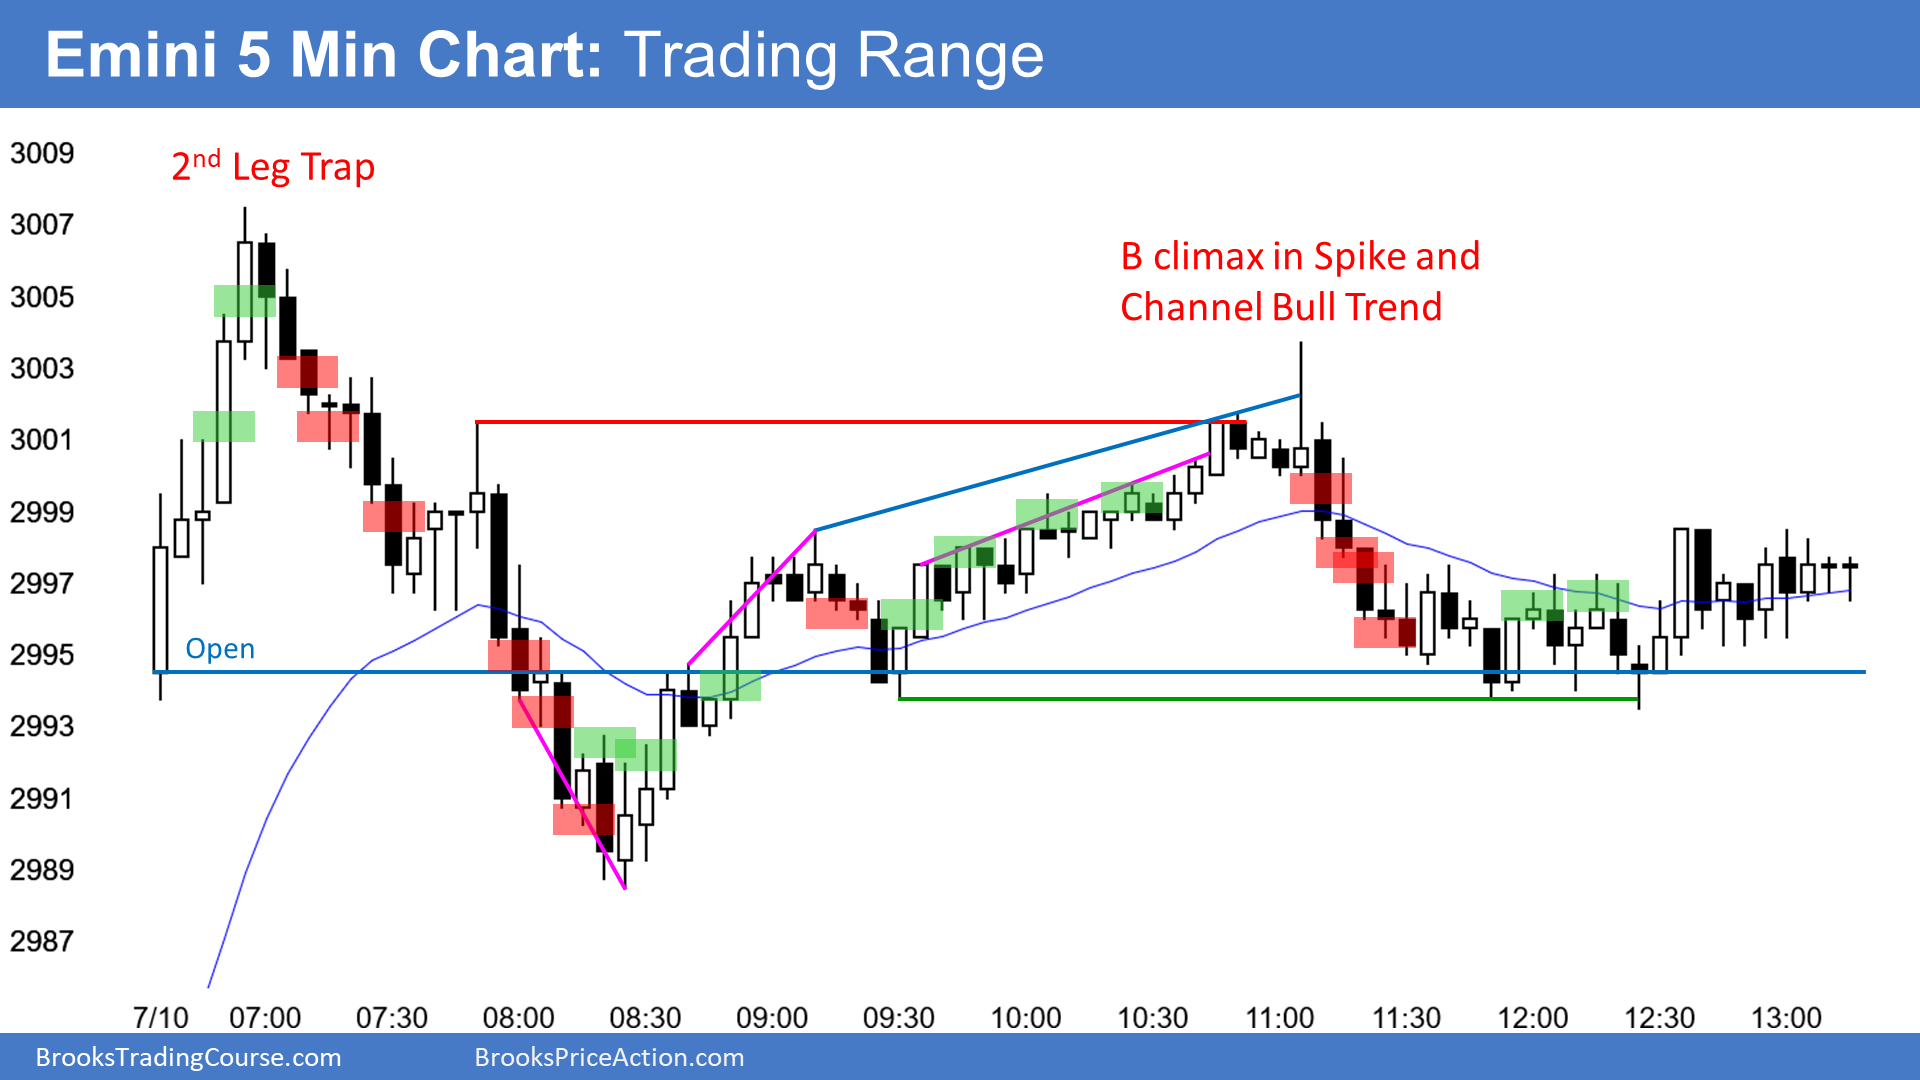 Emini 5 Min Chart: Trading Range
3009
2nd Leg Trap
3007
B climax in Spike and
Channel Bull Trend
3005
3003
3001
2999
2997
2995
Open
2993
2991
2989
2987
7/10 07:00 07:30 08:00 08:30 09:00 09:30 10:00 10:30 11:00 11:30 12:00 12:30 13:00
BrooksTradingCourse.com BrooksPriceAction.com